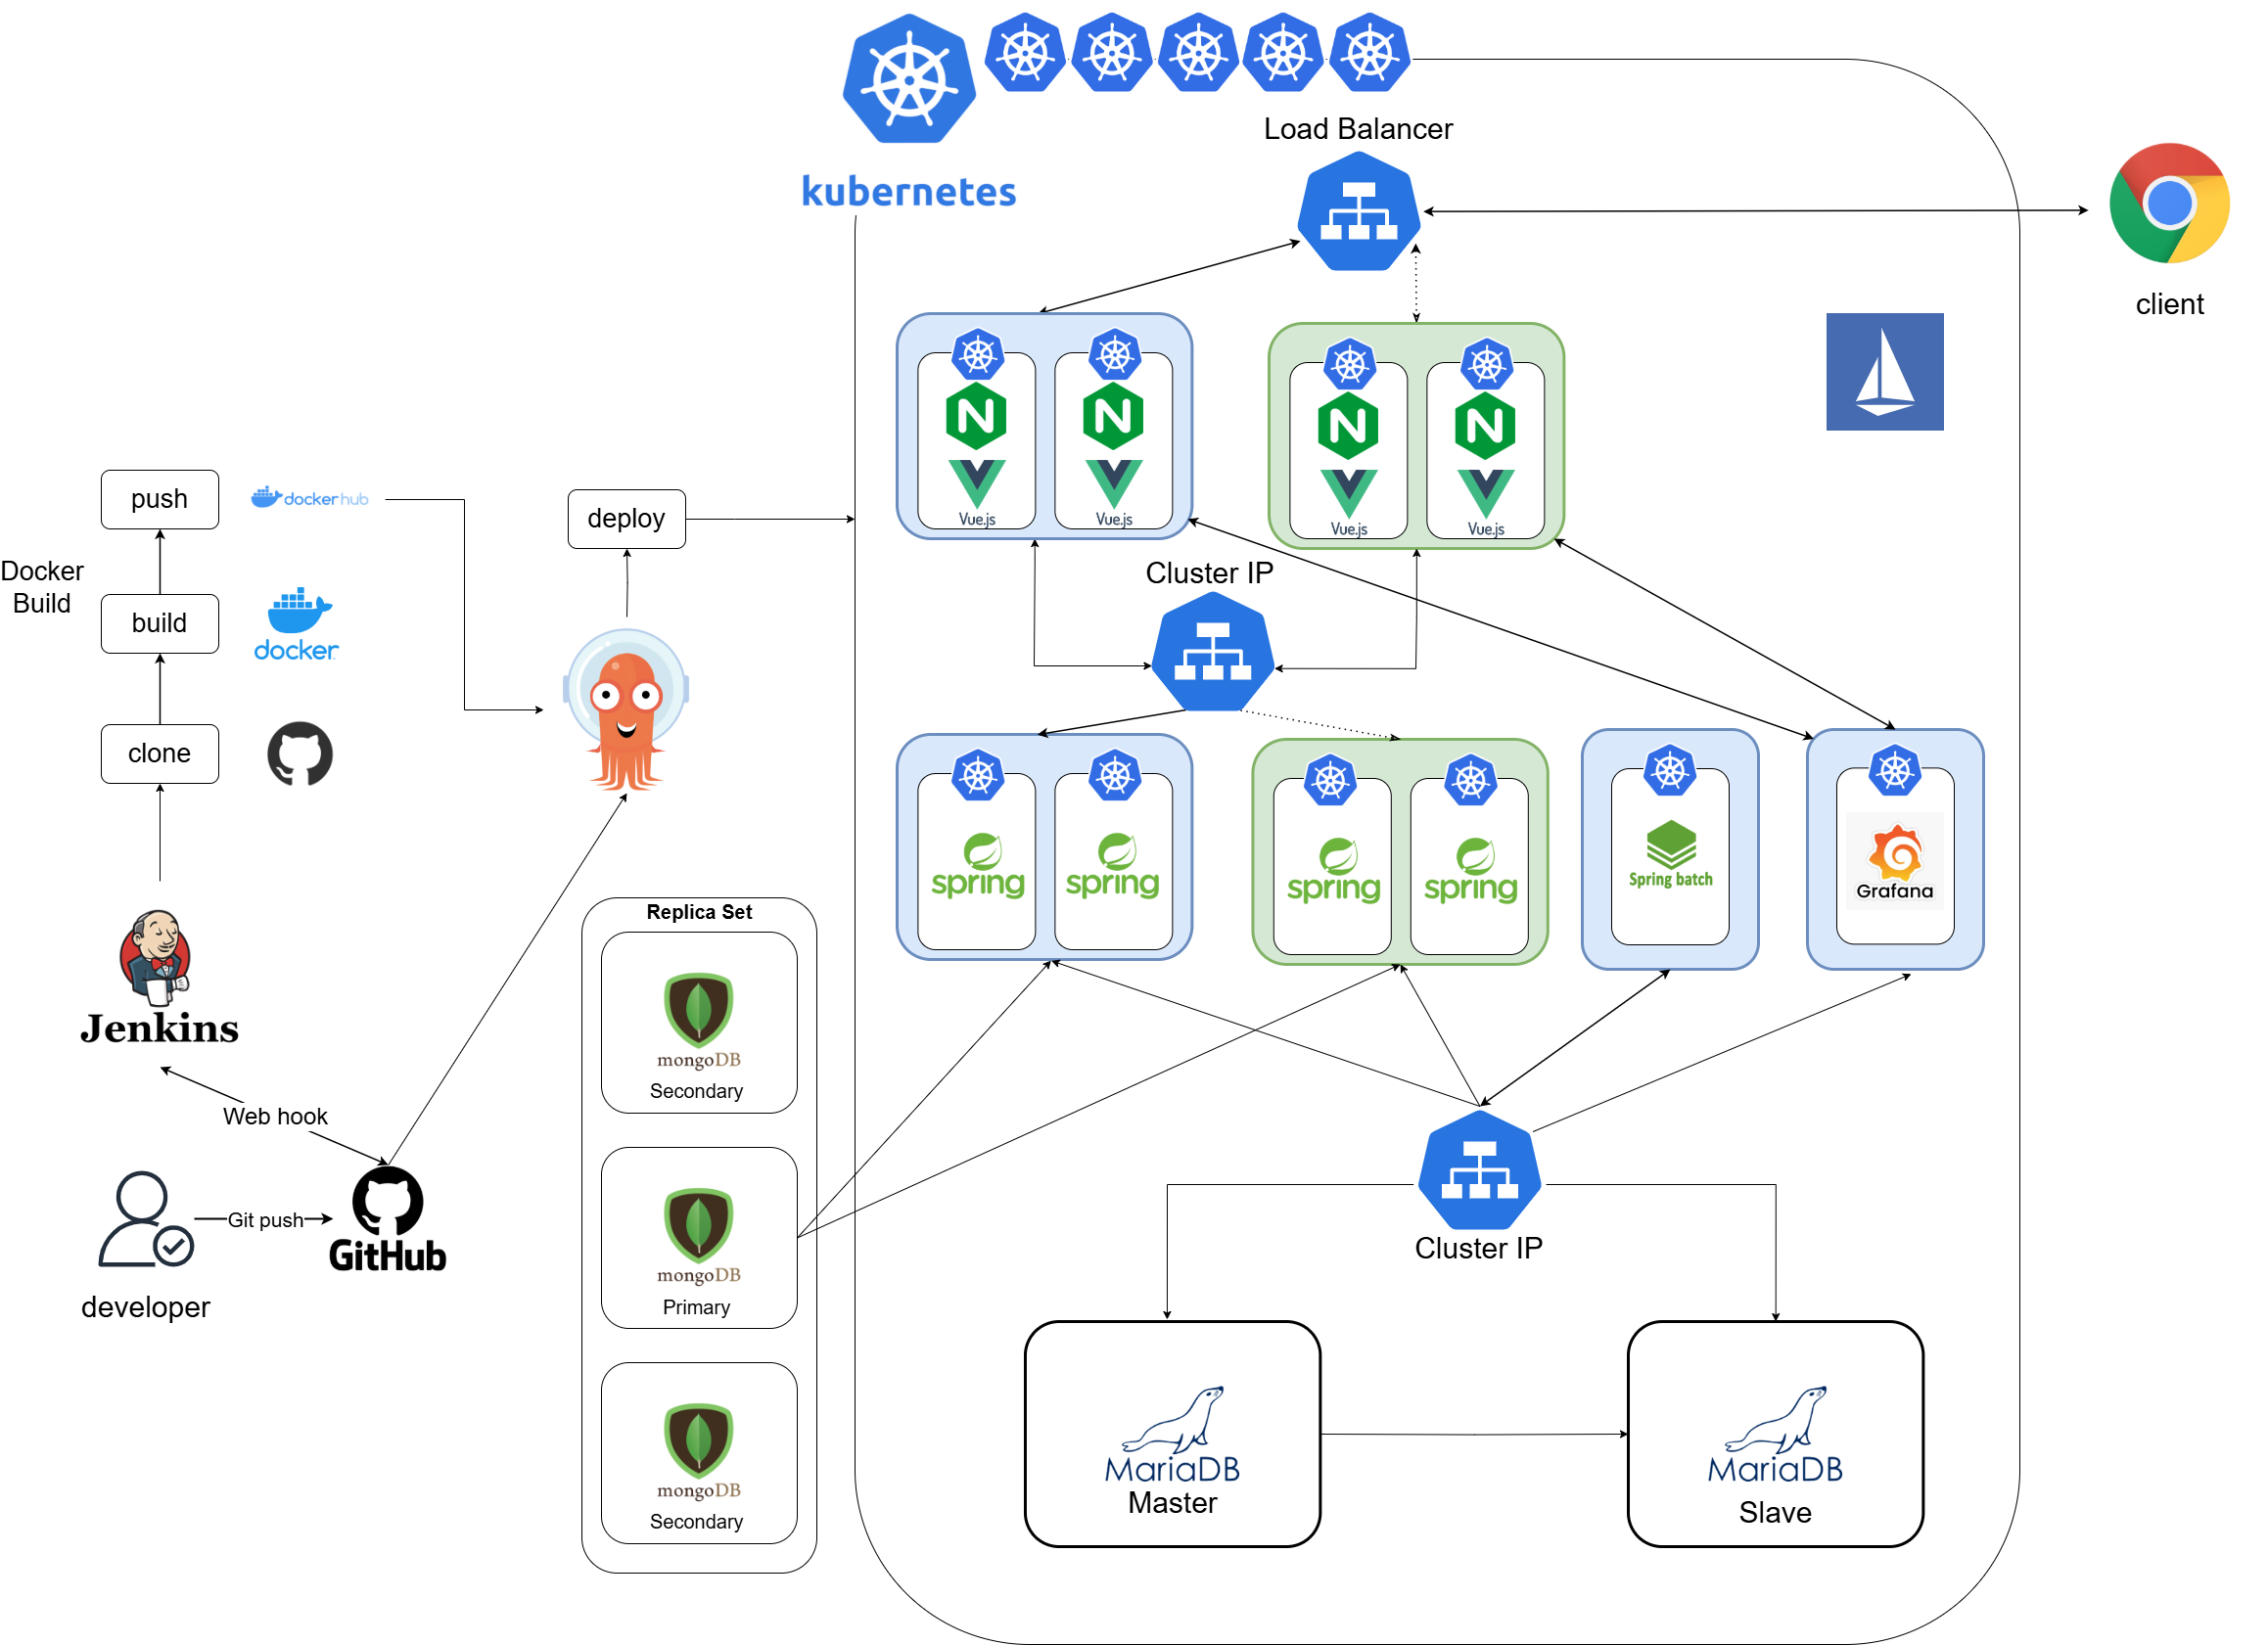 kubernetes
Load Balancer
client
Vue.js
Vue.js
Vue.js
Vue.js
push
dockerhub
deploy
Docker
Build
build
docker
clone
Cluster IP
spring
spring
spring
spring
Spring batch
Grafana
Jenkins
Web hook
Git push
GitHub
developer
Replica Set
mongoDB
Secondary
mongoDB
Primary
mongoDB
Secondary
Cluster IP
MariaDB
Master
MariaDB
Slave